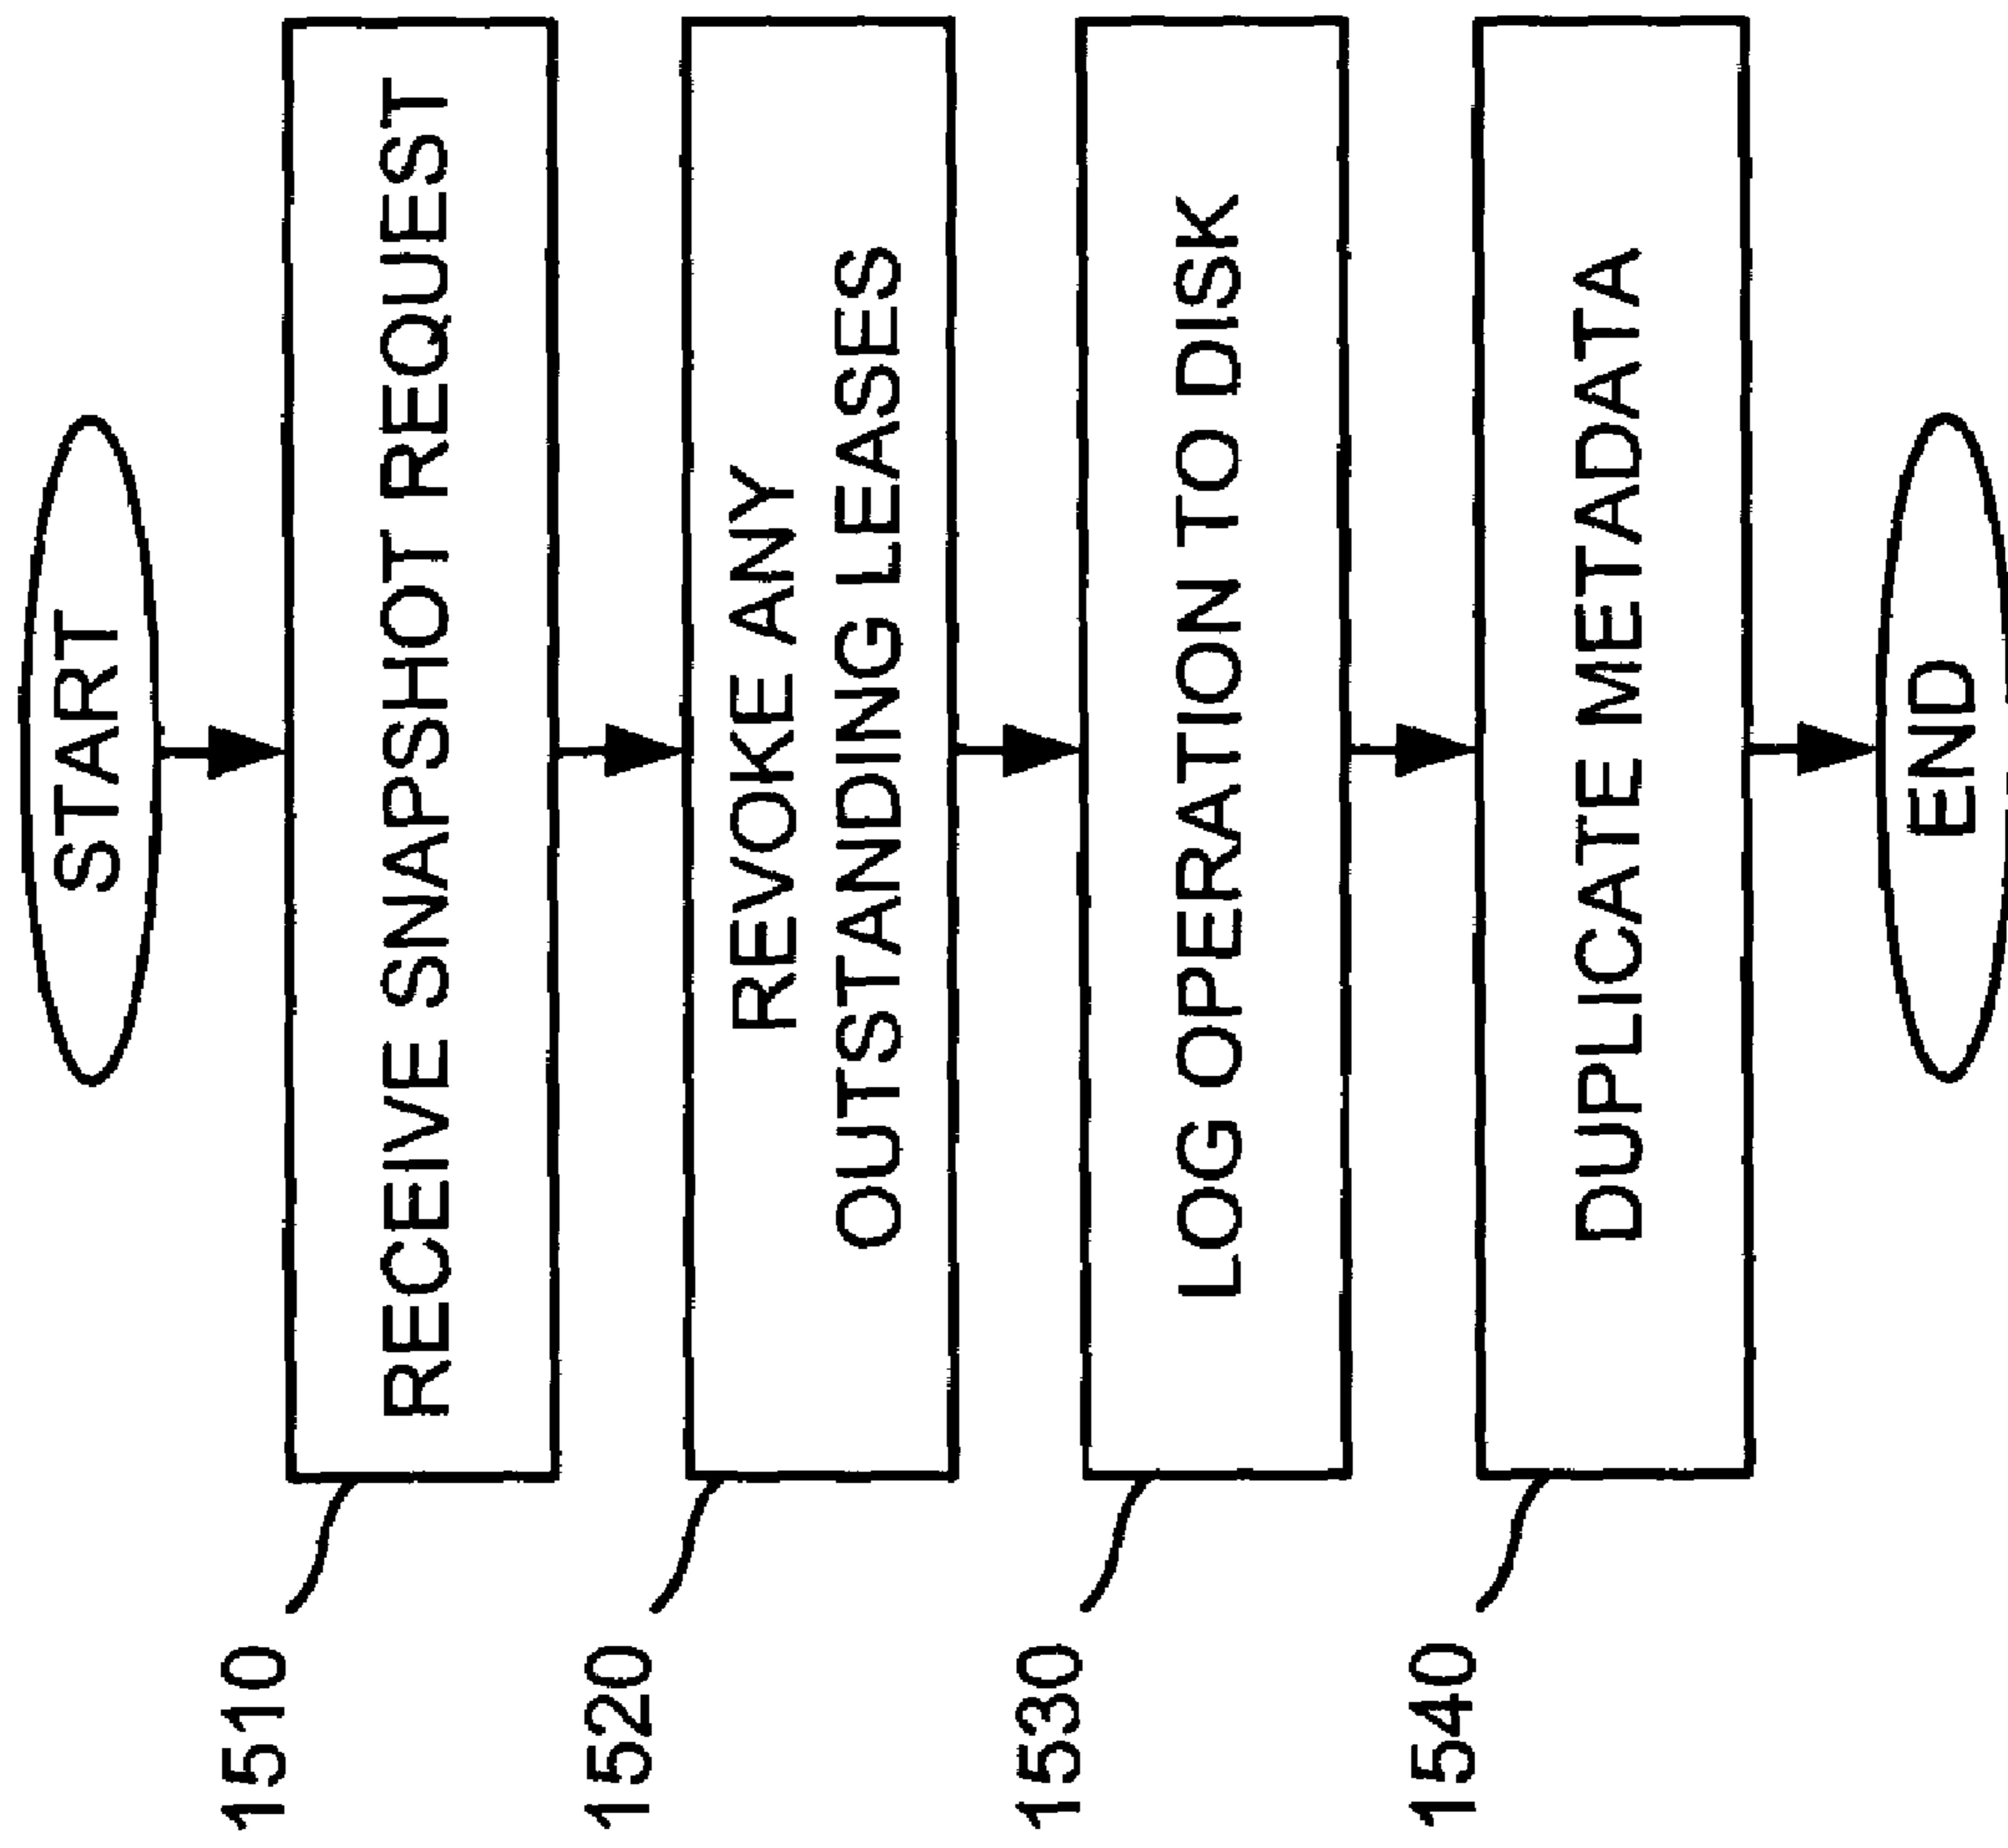 START
1510
RECEIVE SNAPSHOT REQUEST
1520
REVOKE ANY
OUTSTANDING LEASES
1530
LOG OPERATION TO DISK
1540
DUPLICATE METADATA
END